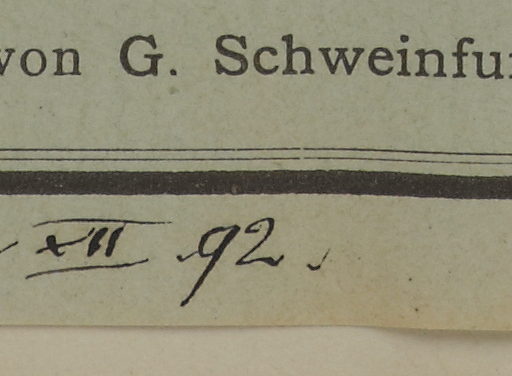 von G. Schweinfu
XII 92.